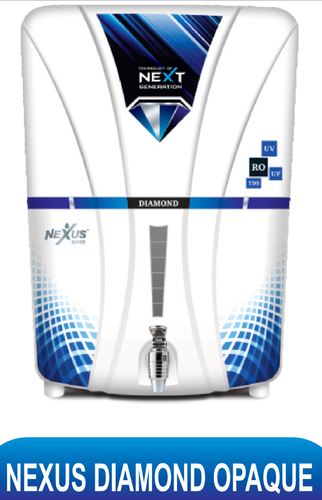 TECHNOLOGY OF
NEXT
GENERATION
UV
RO
UF
TDS
DIAMOND
NEXUS
NEXUS DIAMOND OPAQUE